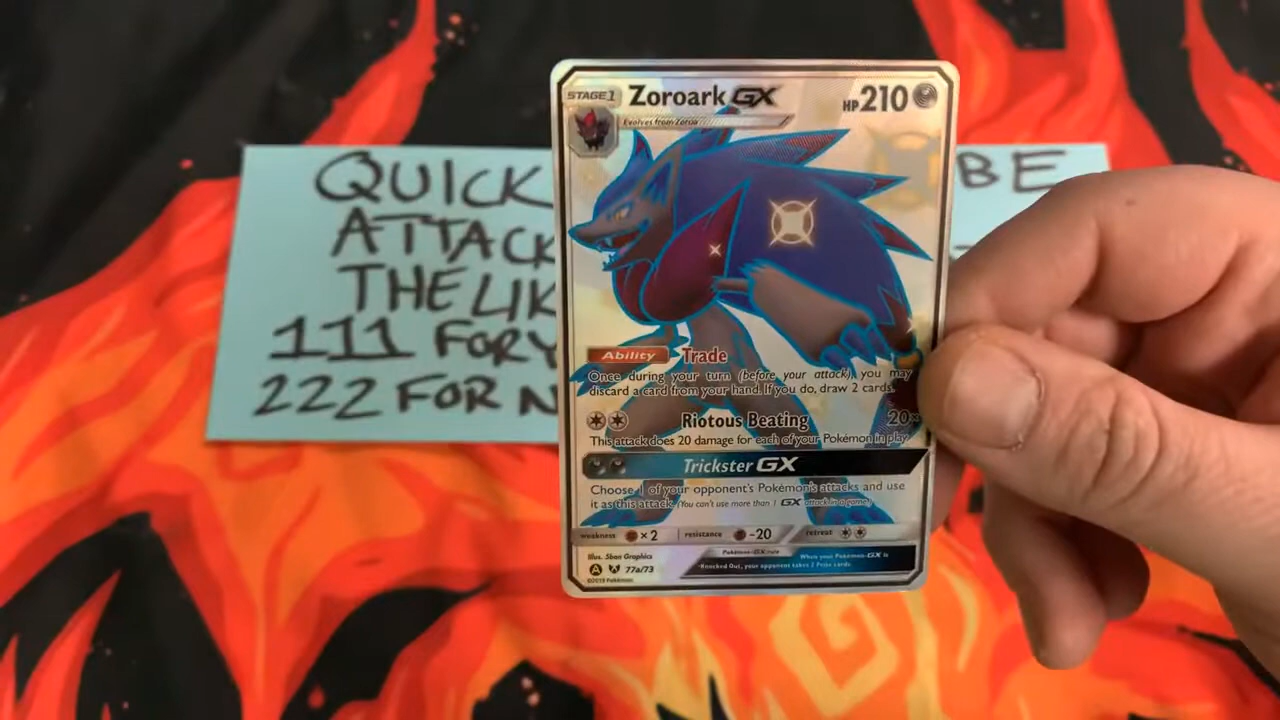 QUICK
ATTACK
THE LIK
111 FOR Y
222 FOR N
BE
STAGE 1
Zoroark GX
HP 210
Evolves from Zorua
Ability Trade
Once during your turn (before your attack), you may
discard a card from your hand. If you do, draw 2 cards.
Riotous Beating 20×
This attack does 20 damage for each of your Pokémon in play.
Trickster GX
Choose 1 of your opponent's Pokémon's attacks and use
it as this attack. (You can't use more than 1 GX attack in a game.)
weakness ×2 resistance -20 retreat
Illus. 5ban Graphics
Pokémon-GX rule When your Pokémon-GX is
Knocked Out, your opponent takes 2 Prize cards.
77a/73
©2019 Pokémon